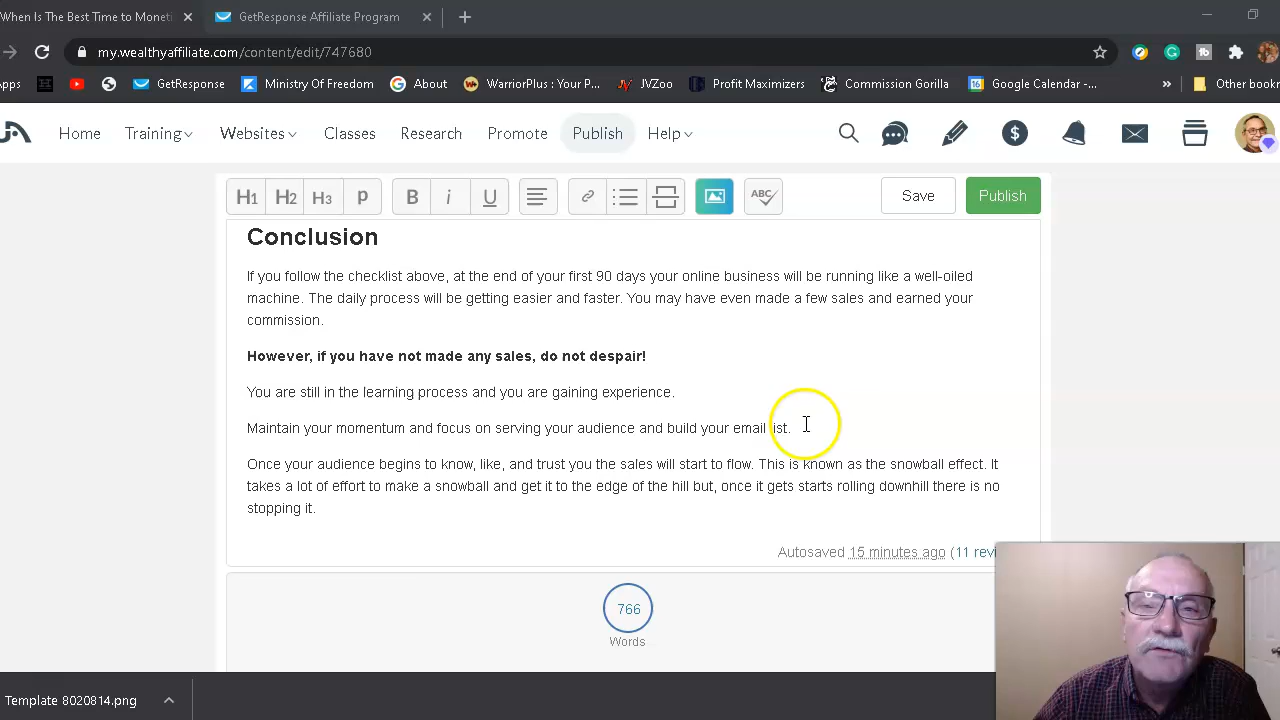 When Is The Best Time to Moneti
GetResponse Affiliate Program
my.wealthyaffiliate.com/content/edit/747680
pps
GetResponse
Ministry Of Freedom
About
WarriorPlus : Your P...
JVZoo
Profit Maximizers
Commission Gorilla
Google Calendar -...
Other book
Home
Training
Websites
Classes
Research
Promote
Publish
Help
H1 H2 H3 p B i U ABC Save Publish
Conclusion
If you follow the checklist above, at the end of your first 90 days your online business will be running like a well-oiled
machine. The daily process will be getting easier and faster. You may have even made a few sales and earned your
commission.
However, if you have not made any sales, do not despair!
You are still in the learning process and you are gaining experience.
Maintain your momentum and focus on serving your audience and build your email list.
Once your audience begins to know, like, and trust you the sales will start to flow. This is known as the snowball effect. It
takes a lot of effort to make a snowball and get it to the edge of the hill but, once it gets starts rolling downhill there is no
stopping it.
Autosaved 15 minutes ago (11 revi
766
Words
Template 8020814.png